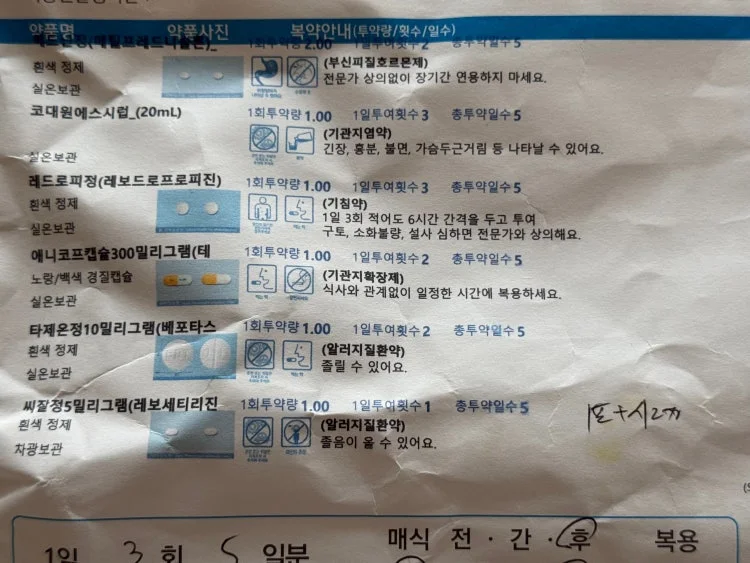 약품명 약품사진 복약안내(투약량/횟수/일수)
1회투약량 2.00 1일투여횟수 2 총투약일수 5
흰색 정제 (부신피질호르몬제)
실온보관 전문가 상의없이 장기간 연용하지 마세요.
코대원에스시럽_(20mL) 1회투약량 1.00 1일투여횟수 3 총투약일수 5
(기관지염약)
실온보관 긴장, 흥분, 불면, 가슴두근거림 등 나타날 수 있어요.
레드로피정(레보드로프로피진) 1회투약량 1.00 1일투여횟수 3 총투약일수 5
흰색 정제 (기침약)
1일 3회 적어도 6시간 간격을 두고 투여
실온보관 구토, 소화불량, 설사 심하면 전문가와 상의해요.
애니코프캡슐300밀리그램(테 1회투약량 1.00 1일투여횟수 2 총투약일수 5
노랑/백색 경질캡슐 (기관지확장제)
실온보관 식사와 관계없이 일정한 시간에 복용하세요.
타제온정10밀리그램(베포타스 1회투약량 1.00 1일투여횟수 2 총투약일수 5
흰색 정제 (알러지질환약)
실온보관 졸릴 수 있어요.
씨잘정5밀리그램(레보세티리진 1회투약량 1.00 1일투여횟수 1 총투약일수 5
흰색 정제 (알러지질환약)
차광보관 졸음이 올 수 있어요.
1일 3 회 5 일분 매식 전 · 간 · 후 복용